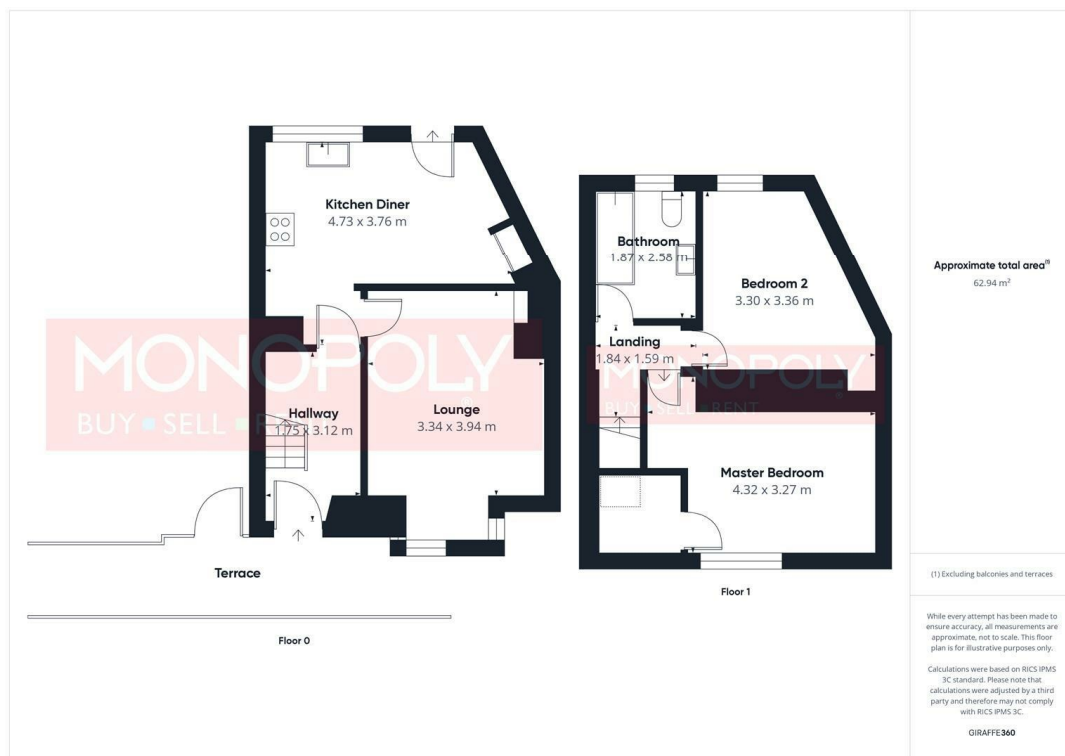 Kitchen Diner
4.73 x 3.76 m
Hallway
1.75 x 3.12 m
Lounge
3.34 x 3.94 m
Terrace
Floor 0
Bathroom
1.87 x 2.58 m
Bedroom 2
3.30 x 3.36 m
Landing
1.84 x 1.59 m
Master Bedroom
4.32 x 3.27 m
Floor 1
MONOPOLY
BUY SELL RENT
MONOPOLY
BUY SELL RENT
Approximate total area(1)
62.94 m²
(1) Excluding balconies and terraces
While every attempt has been made to
ensure accuracy, all measurements are
approximate, not to scale. This floor
plan is for illustrative purposes only.
Calculations were based on RICS IPMS
3C standard. Please note that
calculations were adjusted by a third
party and therefore may not comply
with RICS IPMS 3C.
GIRAFFE360